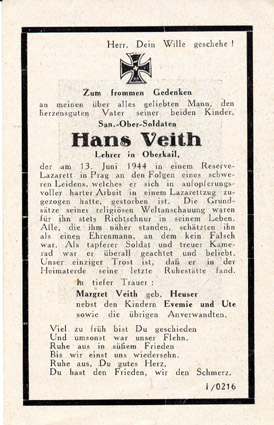 Herr, Dein Wille geschehe!
Zum frommen Gedenken
an meinen über alles geliebten Mann, den
herzensguten Vater seiner beiden Kinder,
San.-Ober-Soldaten
Hans Veith
Lehrer in Oberkail,
der am 13. Juni 1944 in einem Reserve-
Lazarett in Prag an den Folgen eines schwe-
ren Leidens, welches er sich in aufopferungs-
voller harter Arbeit in einem Lazarettzug zu-
gezogen hatte, gestorben ist. Die Grund-
sätze seiner religiösen Weltanschauung waren
für ihn stets Richtschnur in seinem Leben.
Alle, die ihm näher standen, schätzten ihn
als einen Ehrenmann, an dem kein Falsch
war. Als tapferer Soldat und treuer Kame-
rad war er überall geachtet und beliebt.
Unser einziger Trost ist, daß er in der
Heimaterde seine letzte Ruhestätte fand.
In tiefer Trauer:
Margret Veith geb. Heuser
nebst den Kindern Evemie und Ute
sowie die übrigen Anverwandten.
Viel zu früh bist Du geschieden
Und umsonst war unser Flehn.
Ruhe aus in süßem Frieden
Bis wir einst uns wiedersehn.
Ruhe aus, Du gutes Herz,
Du hast den Frieden, wir den Schmerz.
1/0216